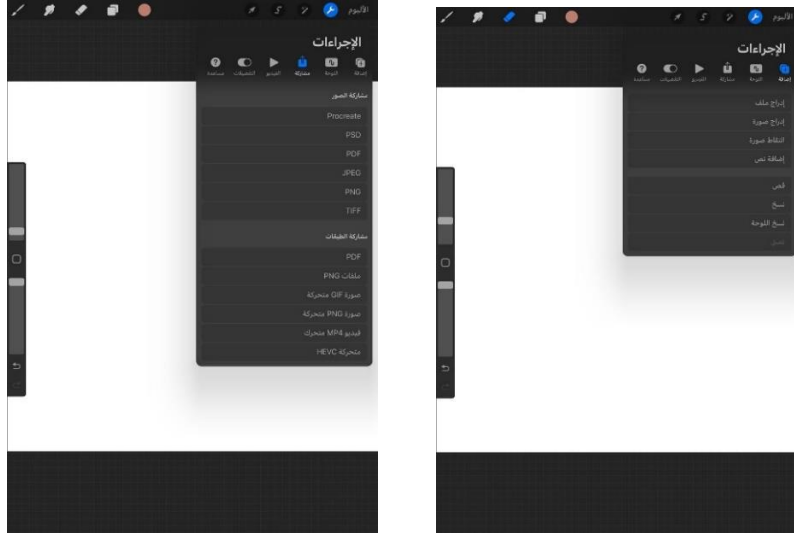 الألبوم
الإجراءات
إضافة اللوحة مشاركة الفيديو التفضيلات مساعدة
مشاركة الصور
Procreate
PSD
PDF
JPEG
PNG
TIFF
مشاركة الطبقات
PDF
ملفات PNG
صورة GIF متحركة
صورة PNG متحركة
فيديو MP4 متحرك
متحركة HEVC
الألبوم
الإجراءات
إضافة اللوحة مشاركة الفيديو التفضيلات مساعدة
إدراج ملف
إدراج صورة
التقاط صورة
إضافة نص
قص
نسخ
نسخ اللوحة